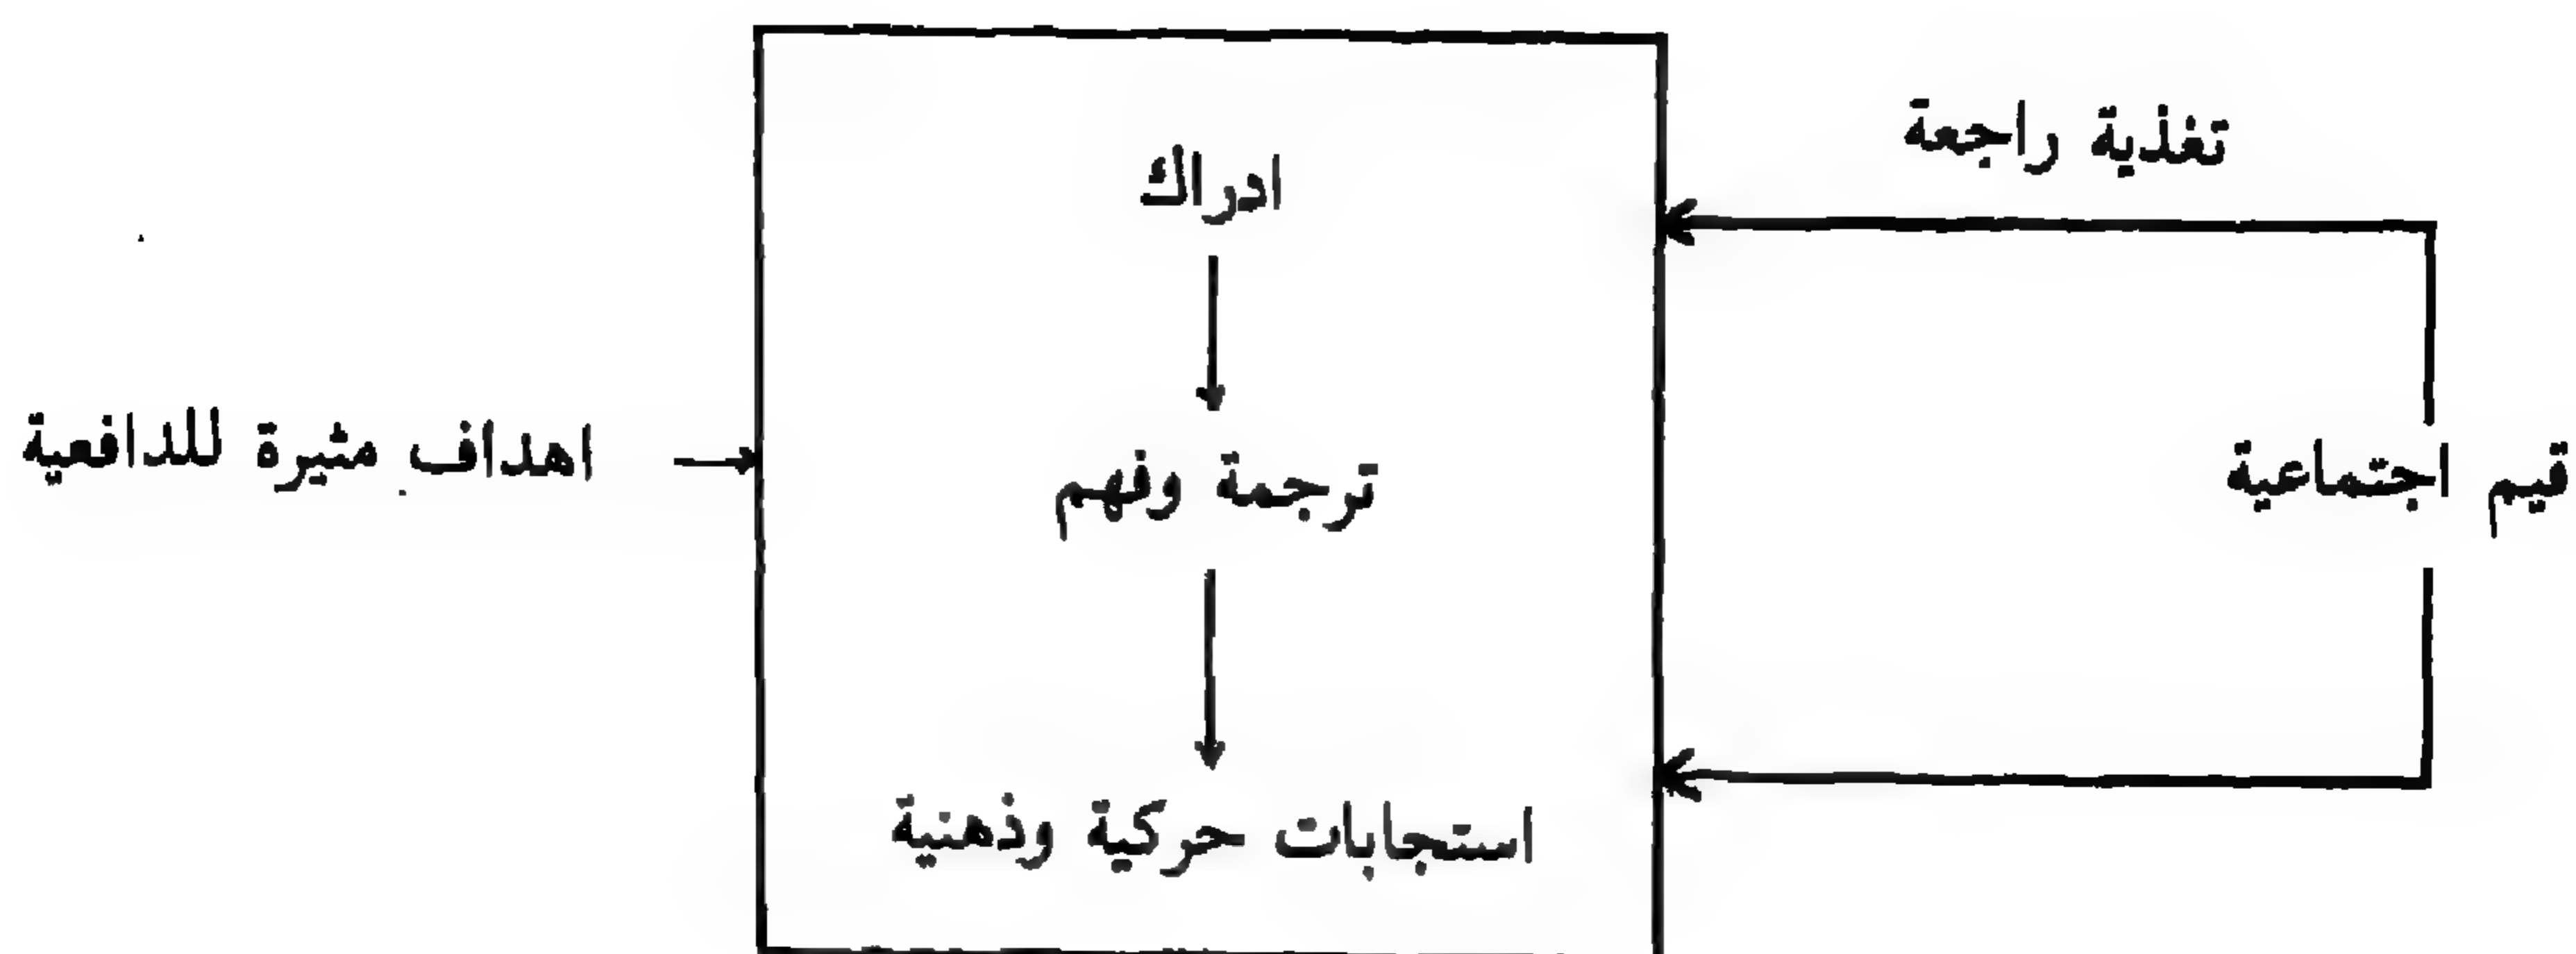 تغذية راجعة
ادراك
اهداف مثيرة للدافعية
ترجمة وفهم
قيم اجتماعية
استجابات حركية وذهنية